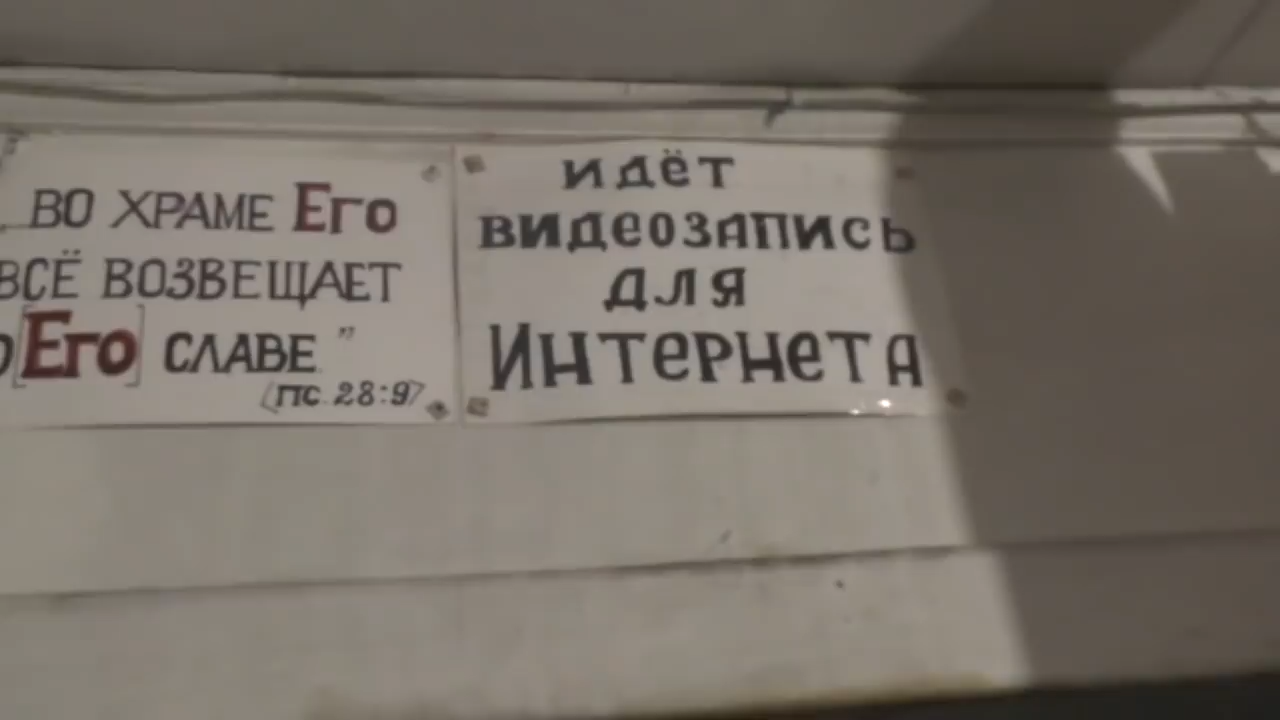 „ВО ХРАМЕ Его
ВСЁ ВОЗВЕЩАЕТ
О [Его] СЛАВЕ."
(ПС. 28:9)
идёт
видеозапись
для
Интернета